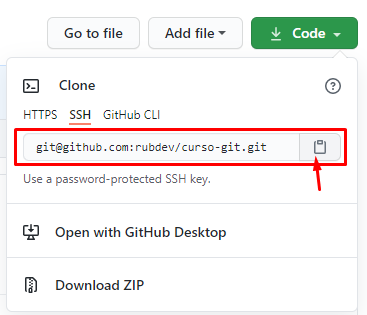 Go to file Add file Code
Clone
HTTPS SSH GitHub CLI
git@github.com:rubdev/curso-git.git
Use a password-protected SSH key.
Open with GitHub Desktop
Download ZIP